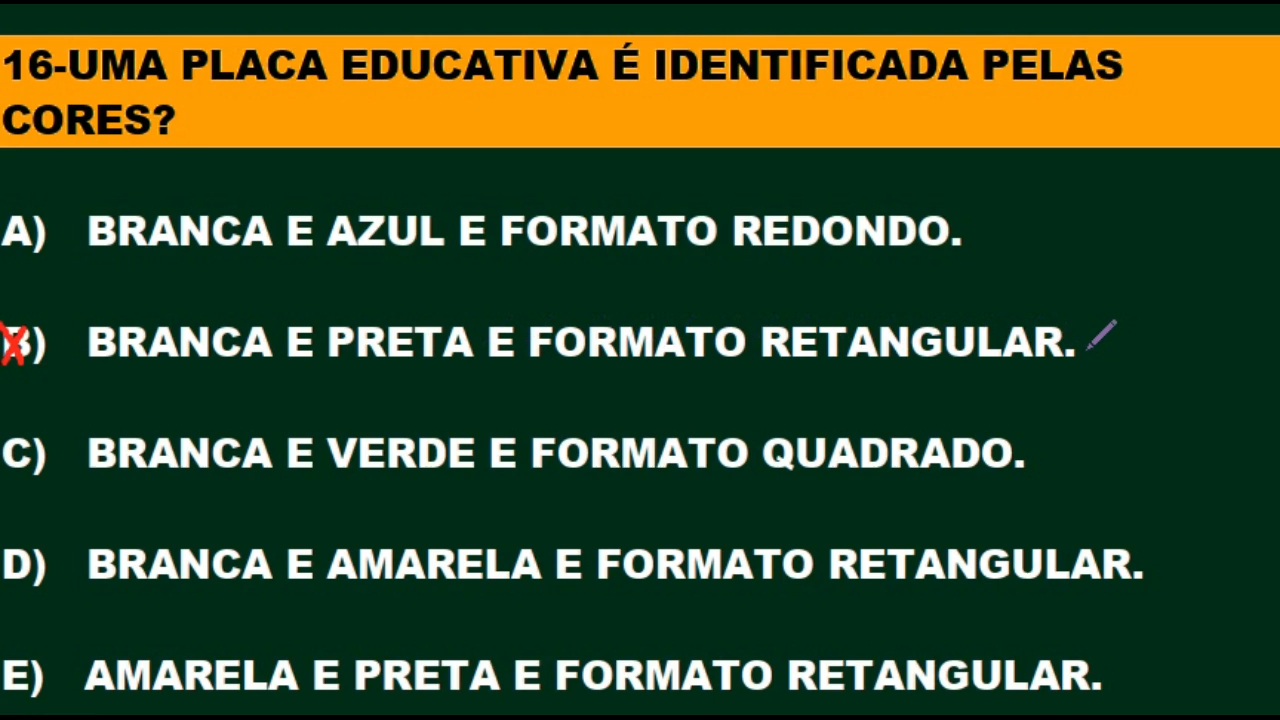 16-UMA PLACA EDUCATIVA É IDENTIFICADA PELAS
CORES?
A) BRANCA E AZUL E FORMATO REDONDO.
B) BRANCA E PRETA E FORMATO RETANGULAR.
C) BRANCA E VERDE E FORMATO QUADRADO.
D) BRANCA E AMARELA E FORMATO RETANGULAR.
E) AMARELA E PRETA E FORMATO RETANGULAR.